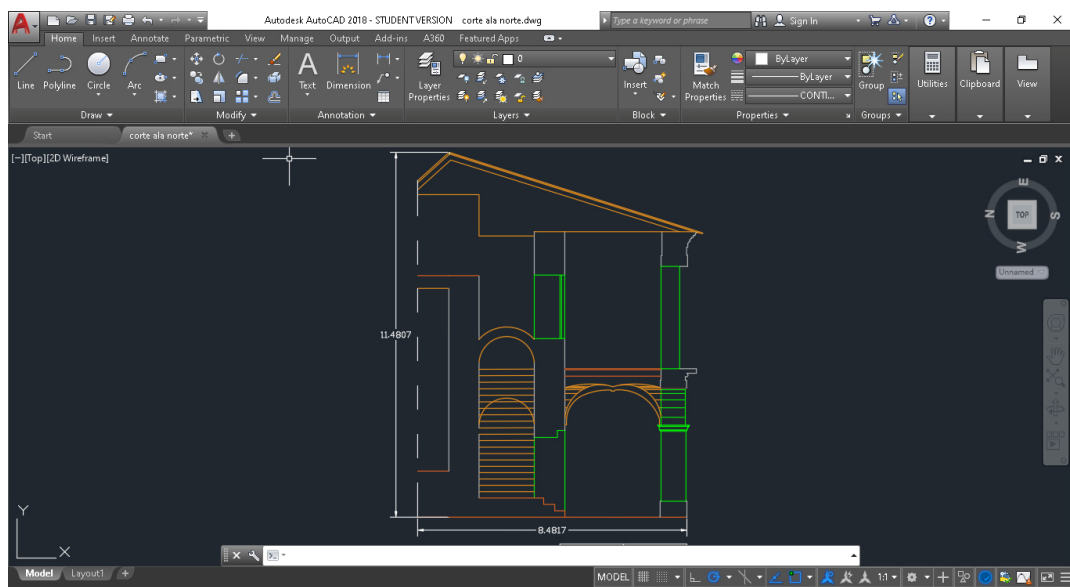 A
Autodesk AutoCAD 2018 - STUDENT VERSION corte ala norte.dwg
Type a keyword or phrase
Sign In
Home Insert Annotate Parametric View Manage Output Add-ins A360 Featured Apps
Line Polyline Circle Arc
Text Dimension
Layer Properties
0
Insert
Match Properties
ByLayer
ByLayer
CONTI...
Group
Utilities
Clipboard
View
Draw Modify Annotation Layers Block Properties Groups
Start corte ala norte*
[−][Top][2D Wireframe]
E
N TOP S
W
Unnamed
11.4807
8.4817
Y
X
Model Layout1
MODEL 1:1